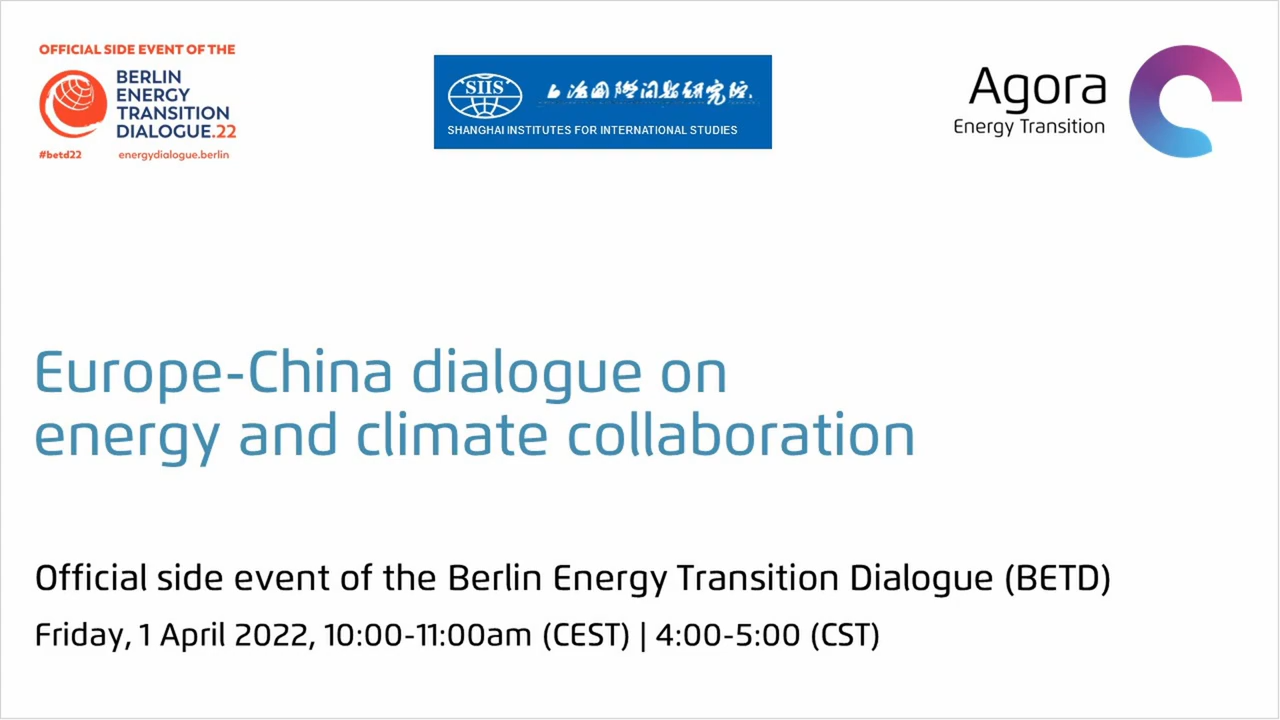 OFFICIAL SIDE EVENT OF THE
BERLIN
ENERGY
TRANSITION
DIALOGUE.22
#betd22 energydialogue.berlin
SIIS 上海国际问题研究院
SHANGHAI INSTITUTES FOR INTERNATIONAL STUDIES
Agora
Energy Transition
Europe-China dialogue on
energy and climate collaboration
Official side event of the Berlin Energy Transition Dialogue (BETD)
Friday, 1 April 2022, 10:00-11:00am (CEST) | 4:00-5:00 (CST)